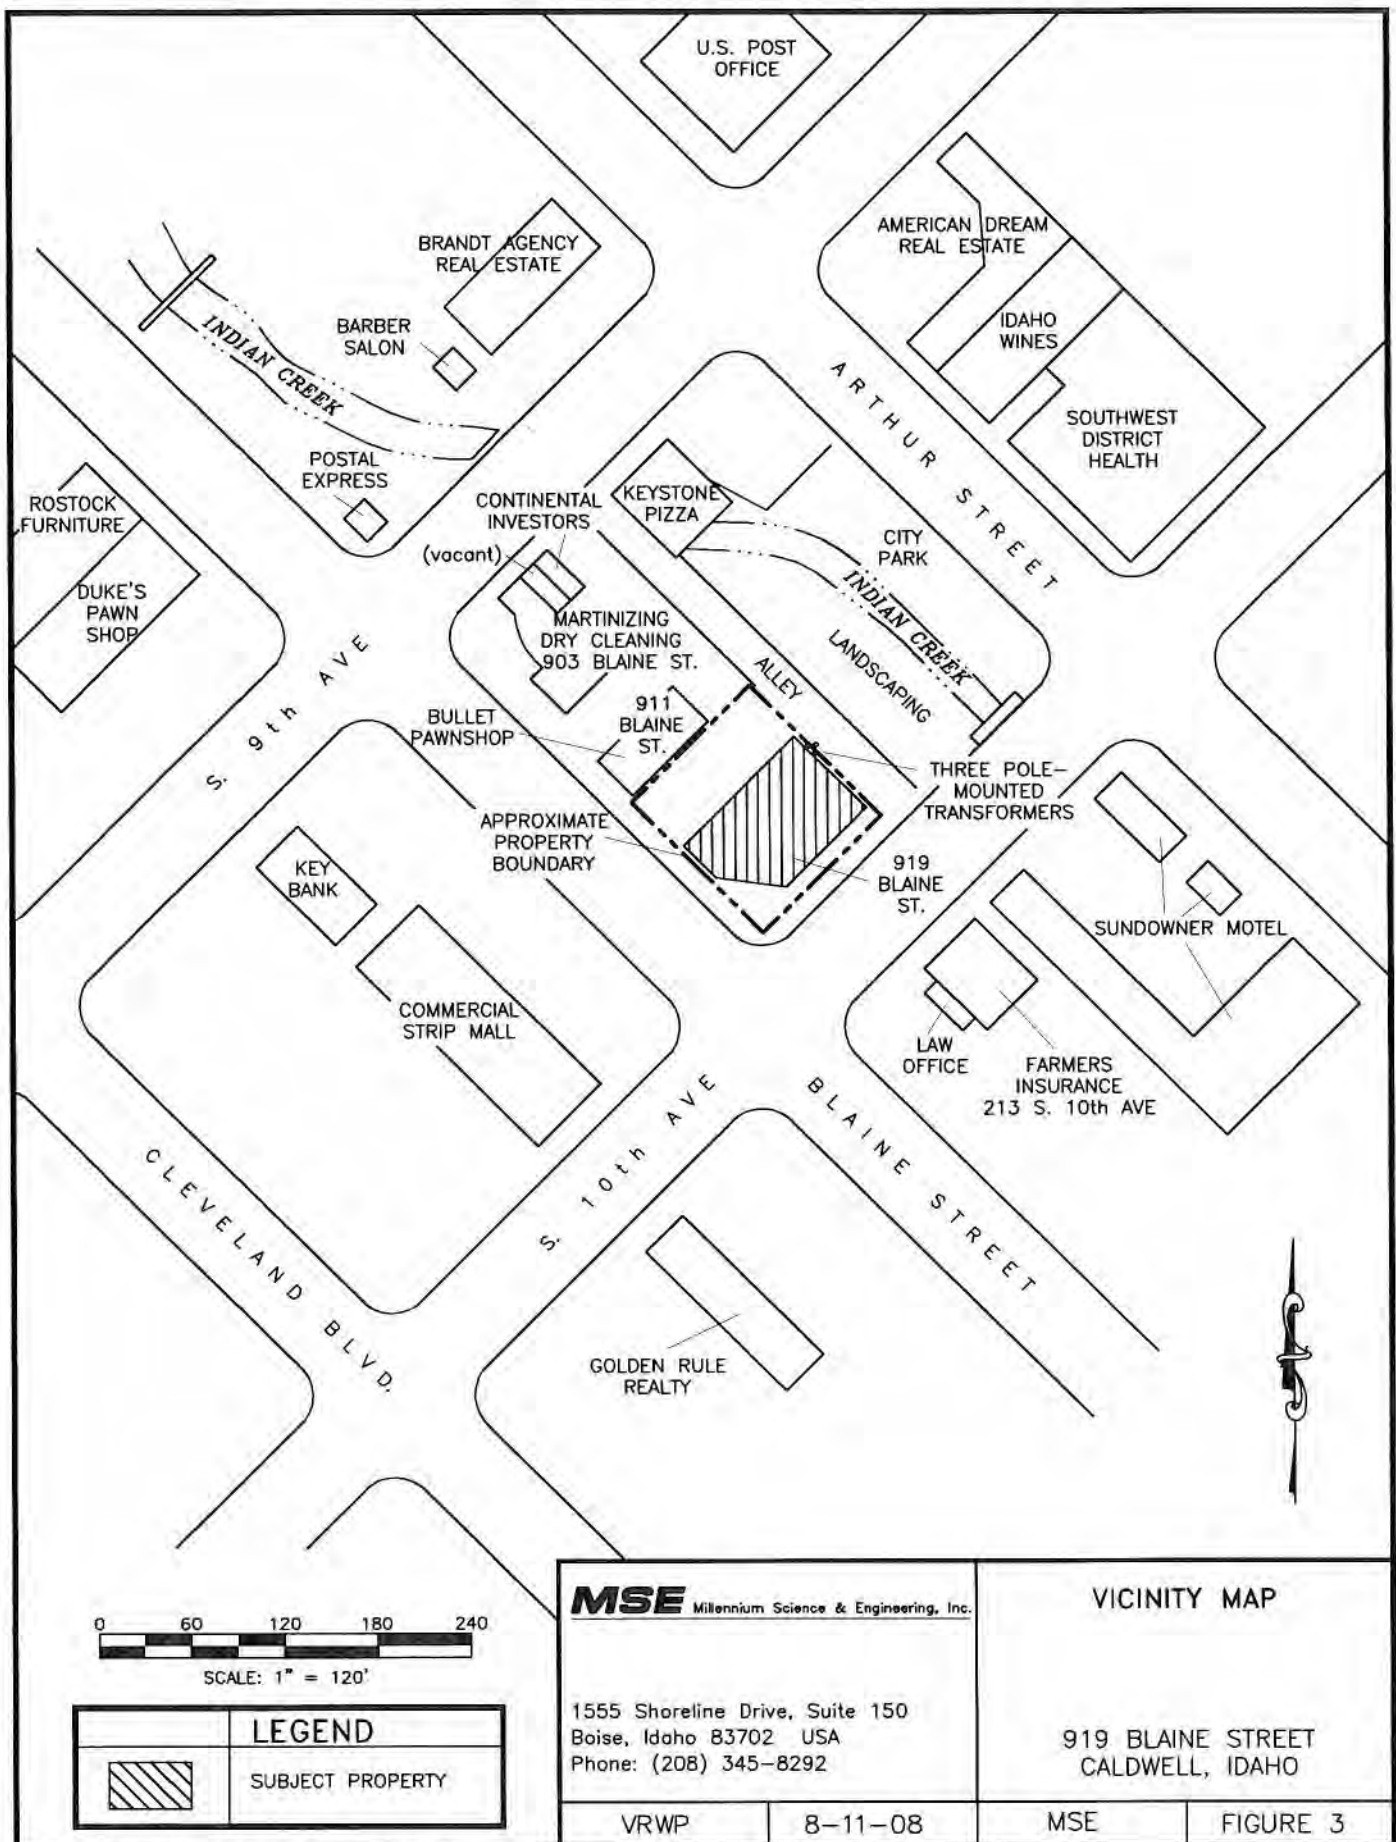 U.S. POST
OFFICE
AMERICAN DREAM
REAL ESTATE
BRANDT AGENCY
REAL ESTATE
IDAHO
WINES
BARBER
SALON
INDIAN CREEK
ARTHUR STREET
SOUTHWEST
DISTRICT
HEALTH
POSTAL
EXPRESS
ROSTOCK
FURNITURE
CONTINENTAL
INVESTORS
(vacant)
KEYSTONE
PIZZA
CITY
PARK
DUKE'S
PAWN
SHOP
INDIAN CREEK
MARTINIZING
DRY CLEANING
903 BLAINE ST.
LANDSCAPING
ALLEY
S. 9th AVE
BULLET
PAWNSHOP
911
BLAINE
ST.
THREE POLE-
MOUNTED
TRANSFORMERS
APPROXIMATE
PROPERTY
BOUNDARY
919
BLAINE
ST.
KEY
BANK
SUNDOWNER MOTEL
COMMERCIAL
STRIP MALL
LAW
OFFICE
FARMERS
INSURANCE
213 S. 10th AVE
S. 10th AVE
BLAINE STREET
CLEVELAND BLVD.
GOLDEN RULE
REALTY
0 60 120 180 240
SCALE: 1" = 120'
LEGEND
SUBJECT PROPERTY
MSE Millennium Science & Engineering, Inc.
1555 Shoreline Drive, Suite 150
Boise, Idaho 83702 USA
Phone: (208) 345-8292
VICINITY MAP
919 BLAINE STREET
CALDWELL, IDAHO
VRWP 8-11-08 MSE FIGURE 3